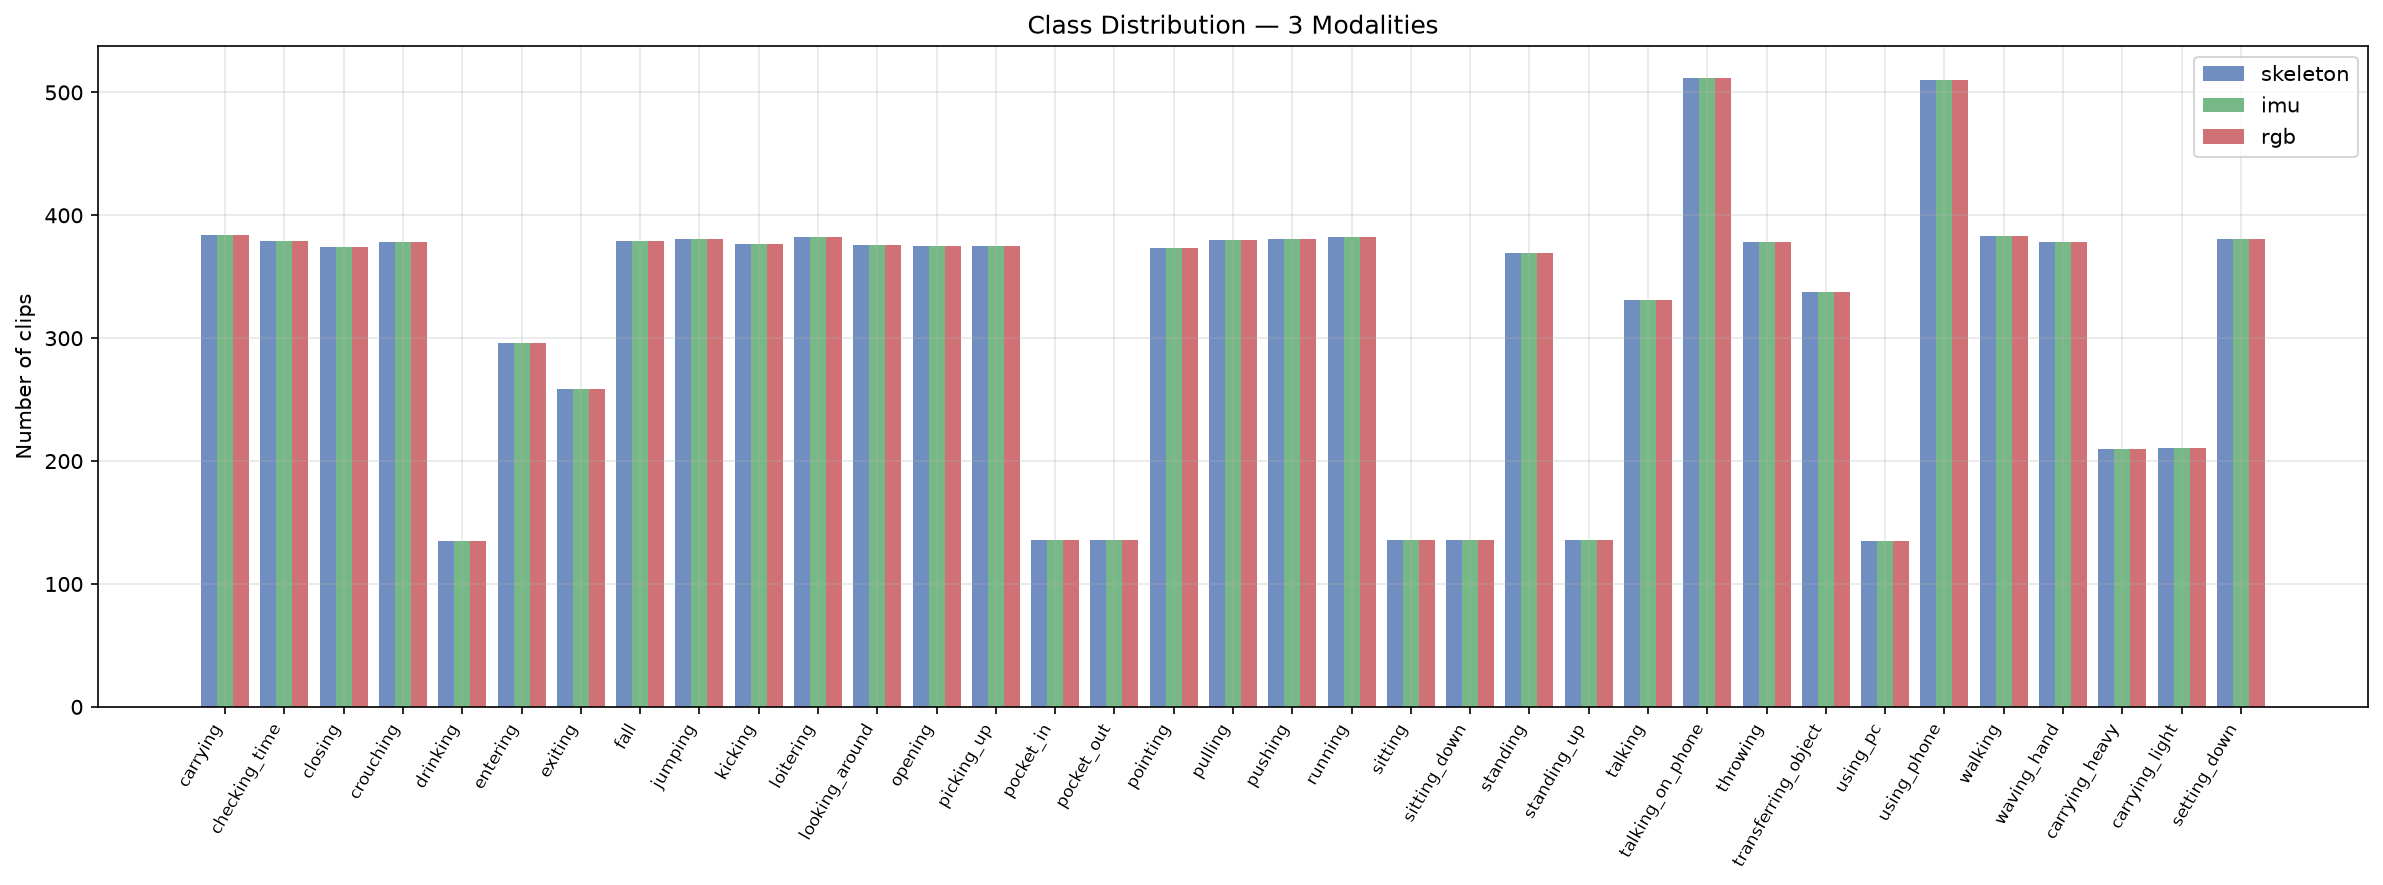 Class Distribution — 3 Modalities
skeleton
imu
rgb
Number of clips
500
400
300
200
100
0
carrying
checking_time
closing
crouching
drinking
entering
exiting
fall
jumping
kicking
loitering
looking_around
opening
picking_up
pocket_in
pocket_out
pointing
pulling
pushing
running
sitting
sitting_down
standing
standing_up
talking
talking_on_phone
throwing
transferring_object
using_pc
using_phone
walking
waving_hand
carrying_heavy
carrying_light
setting_down